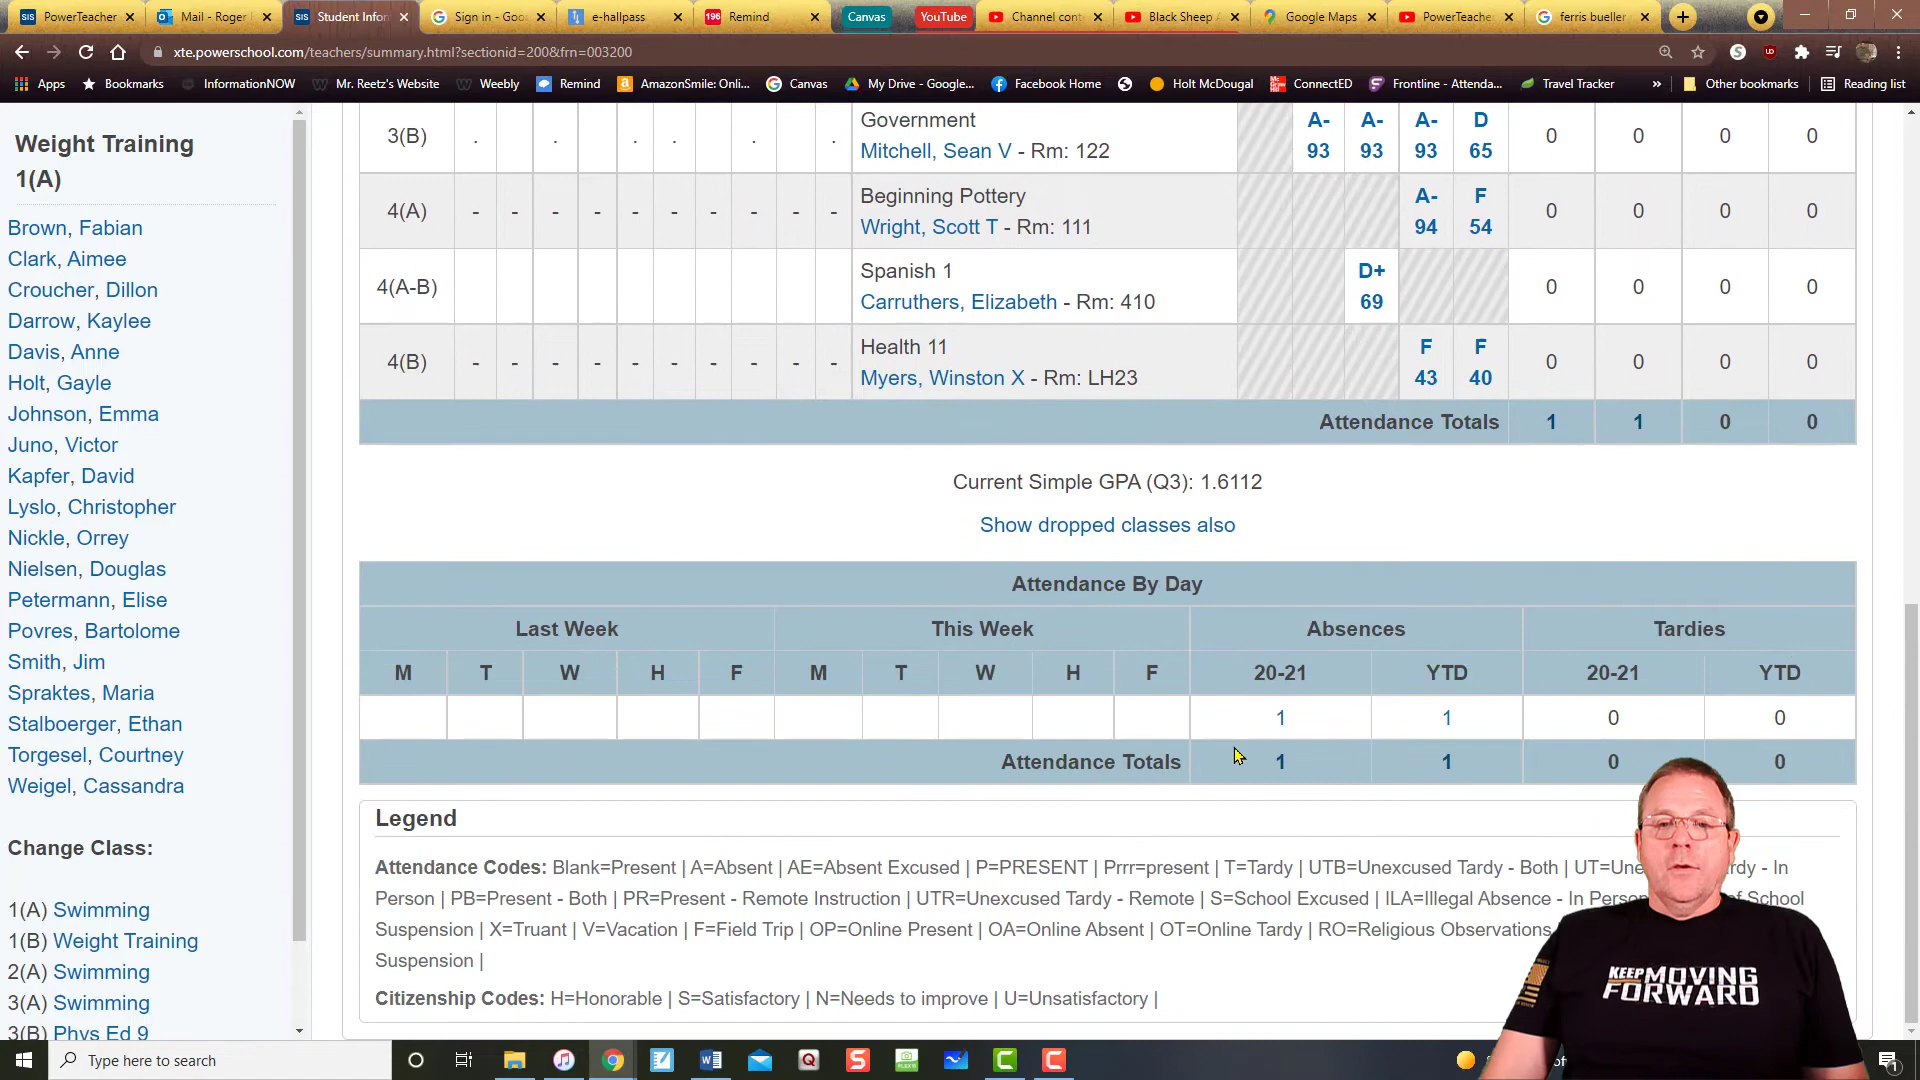 PowerTeacher
Mail - Roger
Student Infor
Sign in - Goo
e-hallpass
196 Remind
Canvas
YouTube
Channel cont
Black Sheep A
Google Maps
PowerTeache
ferris bueller
xte.powerschool.com/teachers/summary.html?sectionid=200&frn=003200
Apps Bookmarks InformationNOW Mr. Reetz's Website Weebly Remind AmazonSmile: Onli... Canvas My Drive - Google... Facebook Home Holt McDougal ConnectED Frontline - Attenda... Travel Tracker » Other bookmarks Reading list
Weight Training
1(A)
Brown, Fabian
Clark, Aimee
Croucher, Dillon
Darrow, Kaylee
Davis, Anne
Holt, Gayle
Johnson, Emma
Juno, Victor
Kapfer, David
Lyslo, Christopher
Nickle, Orrey
Nielsen, Douglas
Petermann, Elise
Povres, Bartolome
Smith, Jim
Spraktes, Maria
Stalboerger, Ethan
Torgesel, Courtney
Weigel, Cassandra
Change Class:
1(A) Swimming
1(B) Weight Training
2(A) Swimming
3(A) Swimming
3(B) Phys Ed 9
3(B) . . . . . .  Government A- A- A- D 0 0 0 0
Mitchell, Sean V - Rm: 122 93 93 93 65
4(A) - - - - - - - - - - Beginning Pottery A- F 0 0 0 0
Wright, Scott T - Rm: 111 94 54
4(A-B) Spanish 1 D+ 0 0 0 0
Carruthers, Elizabeth - Rm: 410 69
4(B) - - - - - - - - - - Health 11 F F 0 0 0 0
Myers, Winston X - Rm: LH23 43 40
Attendance Totals 1 1 0 0
Current Simple GPA (Q3): 1.6112
Show dropped classes also
Attendance By Day
Last Week This Week Absences Tardies
M T W H F M T W H F 20-21 YTD 20-21 YTD
1 1 0 0
Attendance Totals 1 1 0 0
Legend
Attendance Codes: Blank=Present | A=Absent | AE=Absent Excused | P=PRESENT | Prrr=present | T=Tardy | UTB=Unexcused Tardy - Both | UT=Une rdy - In
Person | PB=Present - Both | PR=Present - Remote Instruction | UTR=Unexcused Tardy - Remote | S=School Excused | ILA=Illegal Absence - In Perso of School
Suspension | X=Truant | V=Vacation | F=Field Trip | OP=Online Present | OA=Online Absent | OT=Online Tardy | RO=Religious Observations
Suspension |
Citizenship Codes: H=Honorable | S=Satisfactory | N=Needs to improve | U=Unsatisfactory |
KEEP MOVING
FORWARD
Type here to search